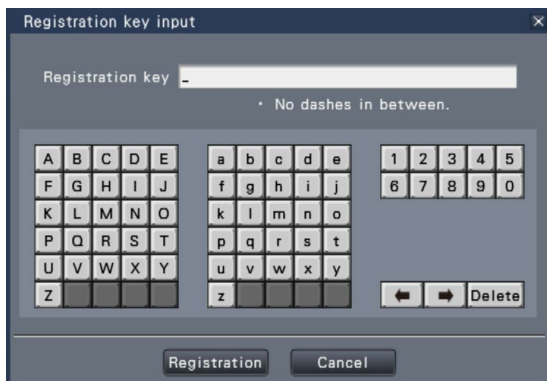 Registration key input
Registration key _
・ No dashes in between.
A B C D E a b c d e 1 2 3 4 5
F G H I J f g h i j 6 7 8 9 0
K L M N O k l m n o
P Q R S T p q r s t
U V W X Y u v w x y
Z z ← → Delete
Registration Cancel